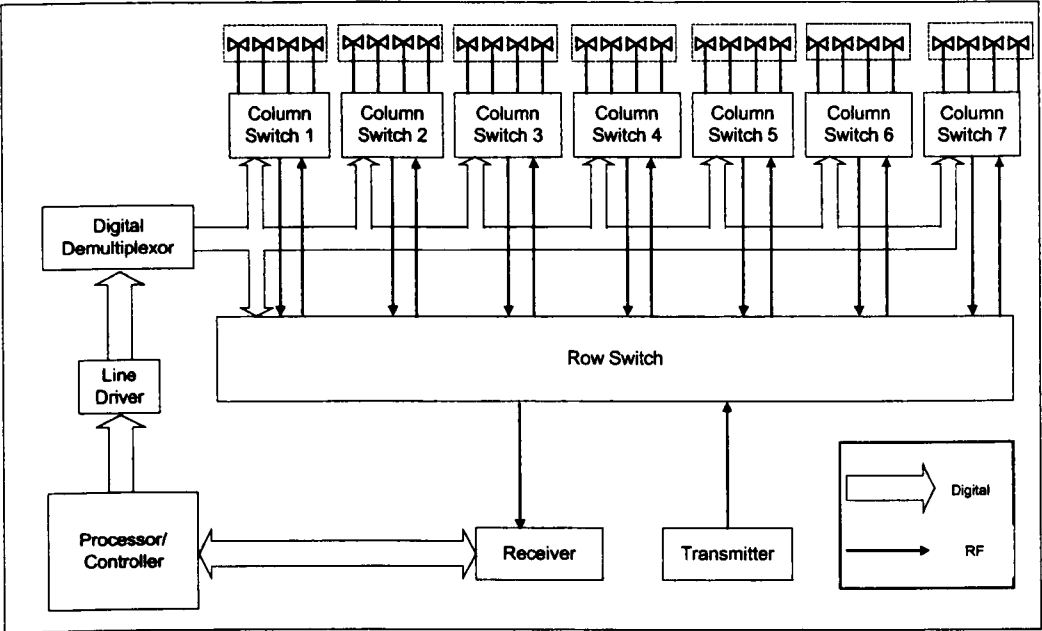 Column
Switch 1
Column
Switch 2
Column
Switch 3
Column
Switch 4
Column
Switch 5
Column
Switch 6
Column
Switch 7
Digital
Demultiplexor
Row Switch
Line
Driver
Digital
Processor/
Controller
Receiver
Transmitter
RF